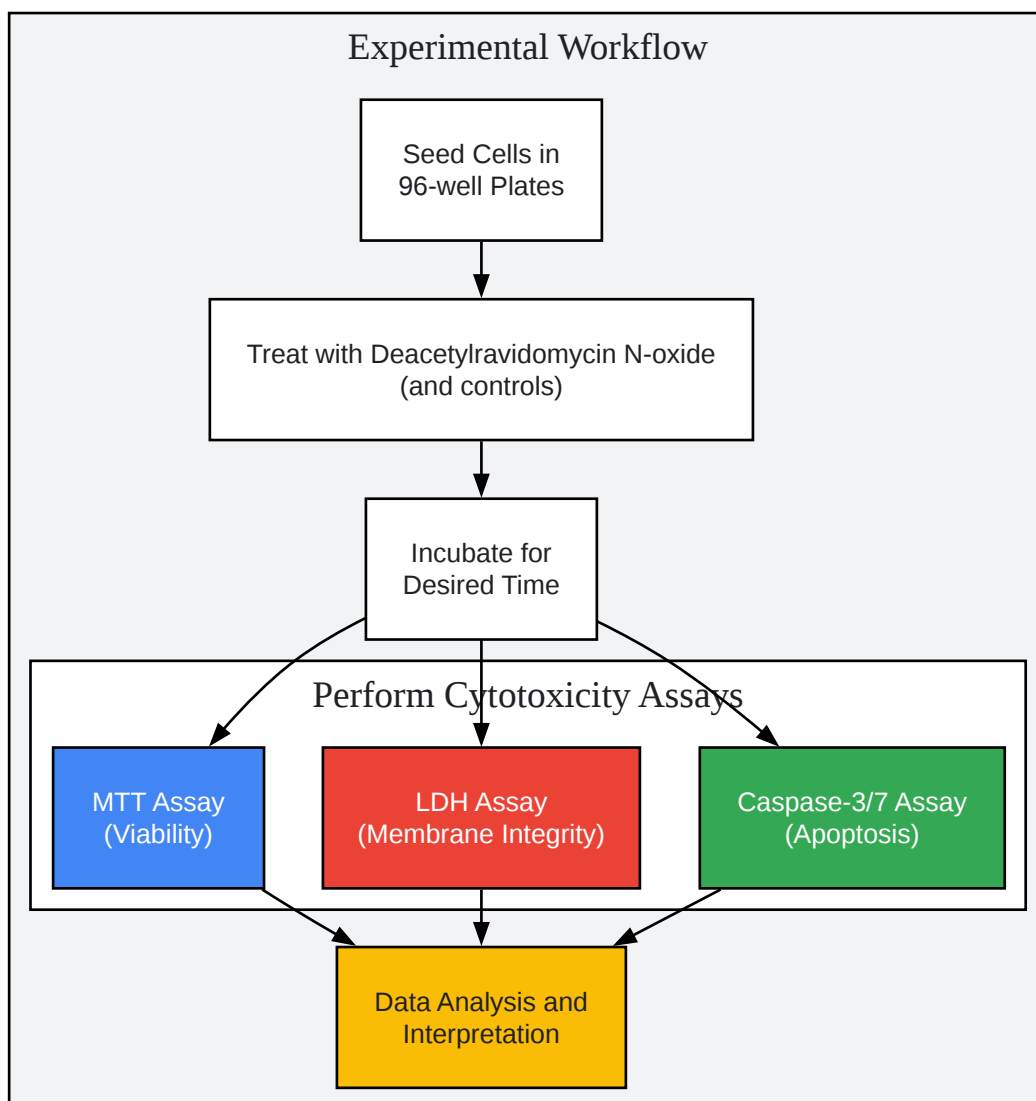 Experimental Workflow
Seed Cells in
96-well Plates
Treat with Deacetylravidomycin N-oxide
(and controls)
Incubate for
Desired Time
Perform Cytotoxicity Assays
MTT Assay
(Viability)
LDH Assay
(Membrane Integrity)
Caspase-3/7 Assay
(Apoptosis)
Data Analysis and
Interpretation